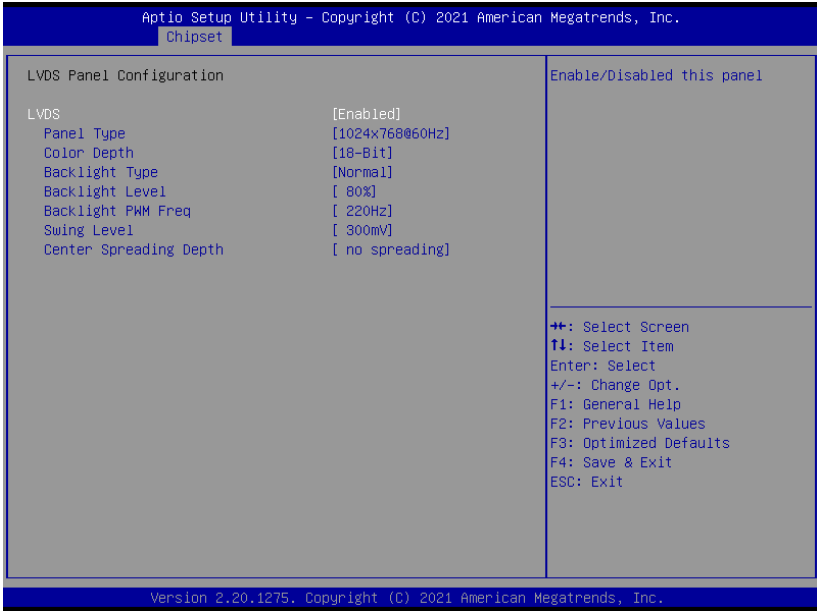 Aptio Setup Utility – Copyright (C) 2021 American Megatrends, Inc.
Chipset
LVDS Panel Configuration
LVDS [Enabled]
Panel Type [1024x768@60Hz]
Color Depth [18-Bit]
Backlight Type [Normal]
Backlight Level [ 80%]
Backlight PWM Freq [ 220Hz]
Swing Level [ 300mV]
Center Spreading Depth [ no spreading]
Enable/Disabled this panel
→←: Select Screen
↑↓: Select Item
Enter: Select
+/-: Change Opt.
F1: General Help
F2: Previous Values
F3: Optimized Defaults
F4: Save & Exit
ESC: Exit
Version 2.20.1275. Copyright (C) 2021 American Megatrends, Inc.